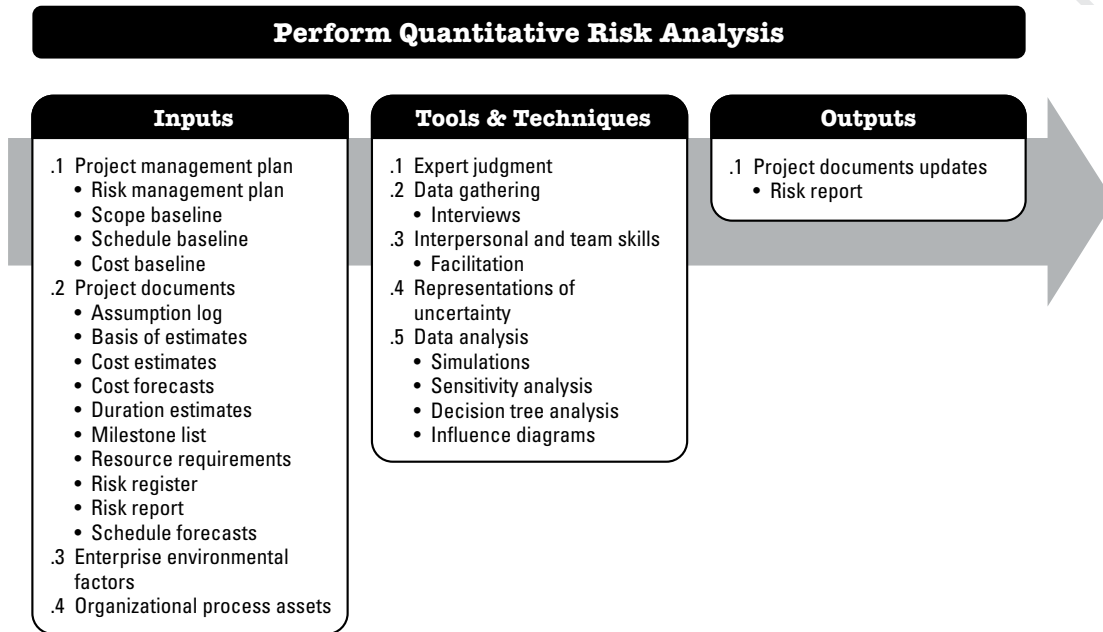 Perform Quantitative Risk Analysis
Inputs
.1 Project management plan
• Risk management plan
• Scope baseline
• Schedule baseline
• Cost baseline
.2 Project documents
• Assumption log
• Basis of estimates
• Cost estimates
• Cost forecasts
• Duration estimates
• Milestone list
• Resource requirements
• Risk register
• Risk report
• Schedule forecasts
.3 Enterprise environmental
factors
.4 Organizational process assets
Tools & Techniques
.1 Expert judgment
.2 Data gathering
• Interviews
.3 Interpersonal and team skills
• Facilitation
.4 Representations of
uncertainty
.5 Data analysis
• Simulations
• Sensitivity analysis
• Decision tree analysis
• Influence diagrams
Outputs
.1 Project documents updates
• Risk report